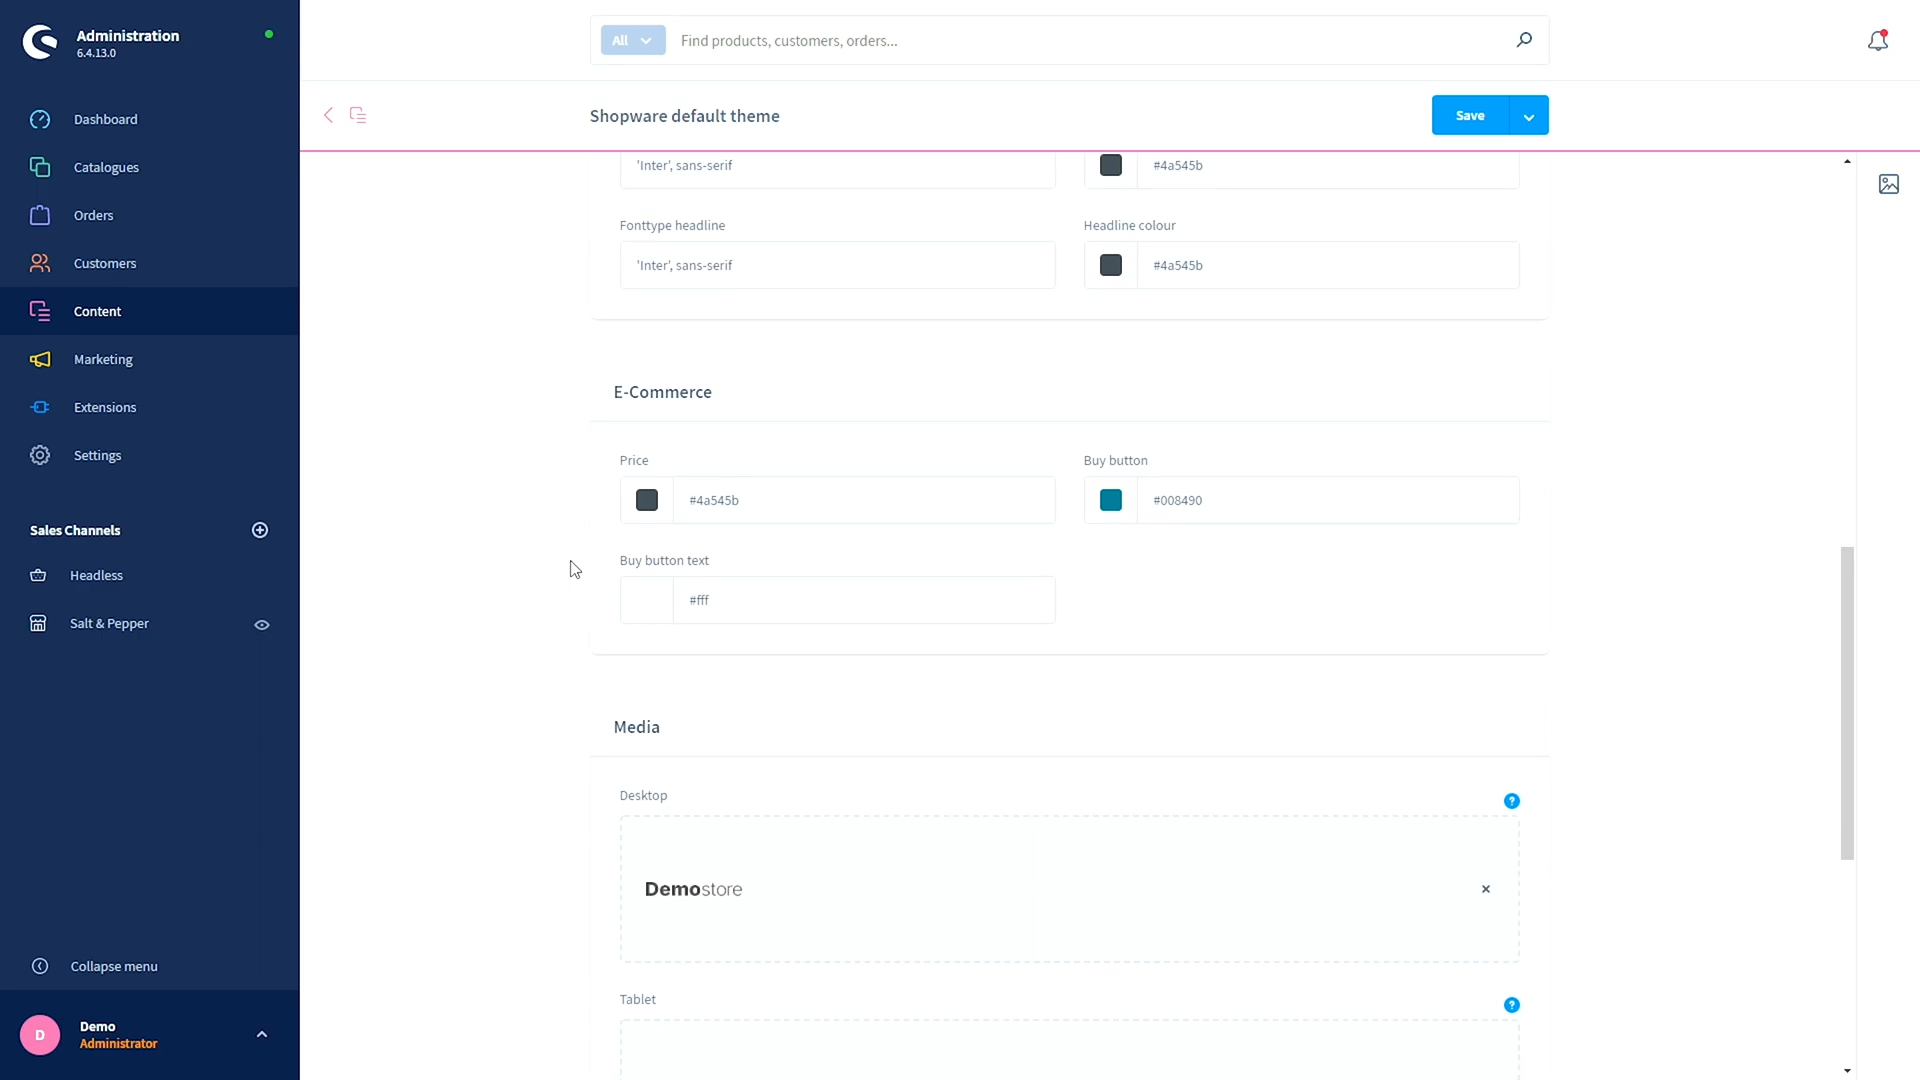 Administration
6.4.13.0
All
Find products, customers, orders...
Shopware default theme
Save
Dashboard
Catalogues
Orders
Customers
Content
Marketing
Extensions
Settings
Sales Channels
Headless
Salt & Pepper
Collapse menu
D
Demo
Administrator
'Inter', sans-serif
#4a545b
Fonttype headline
Headline colour
'Inter', sans-serif
#4a545b
E-Commerce
Price
Buy button
#4a545b
#008490
Buy button text
#fff
Media
Desktop
?
Demostore
Tablet
?